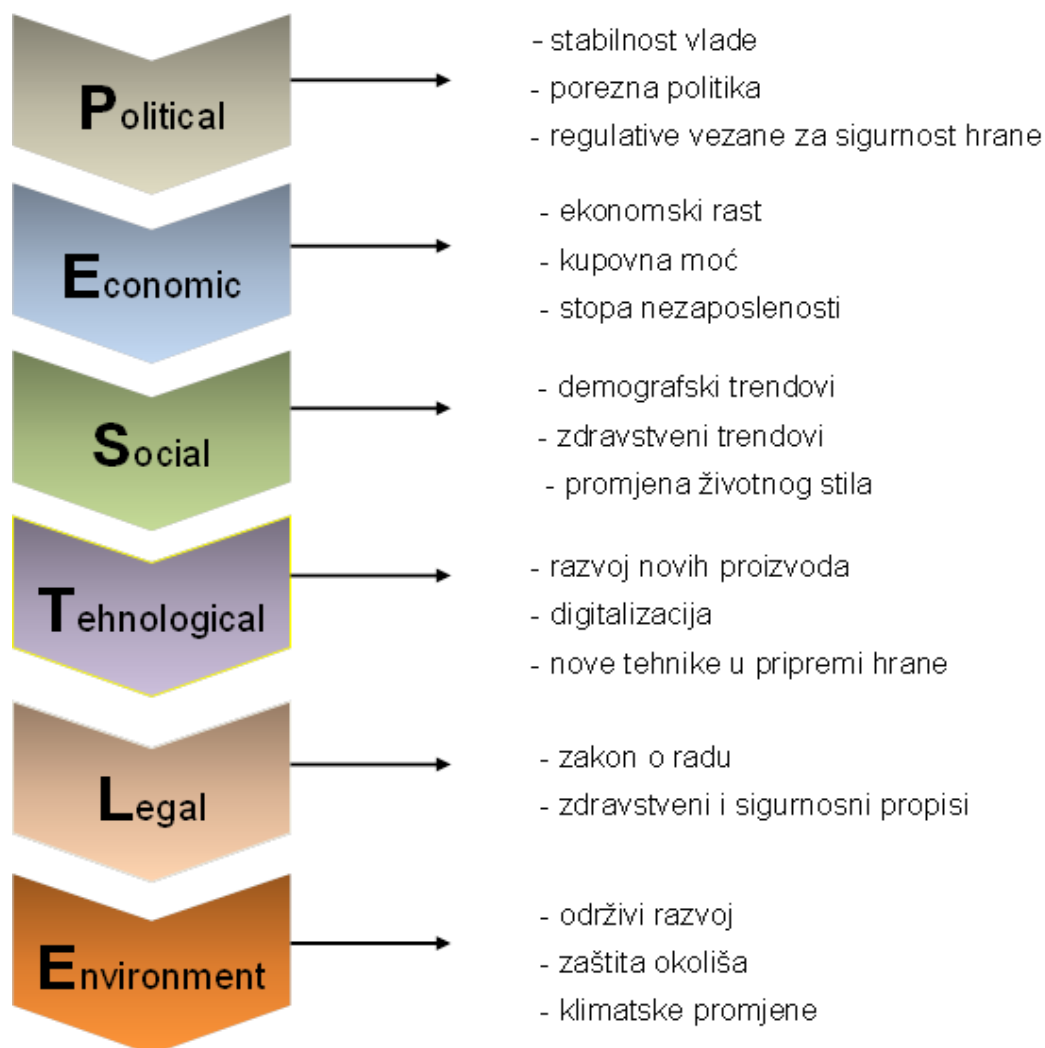 Political
- stabilnost vlade
- porezna politika
- regulative vezane za sigurnost hrane
Economic
- ekonomski rast
- kupovna moć
- stopa nezaposlenosti
Social
- demografski trendovi
- zdravstveni trendovi
- promjena životnog stila
Tehnological
- razvoj novih proizvoda
- digitalizacija
- nove tehnike u pripremi hrane
Legal
- zakon o radu
- zdravstveni i sigurnosni propisi
Environment
- održivi razvoj
- zaštita okoliša
- klimatske promjene